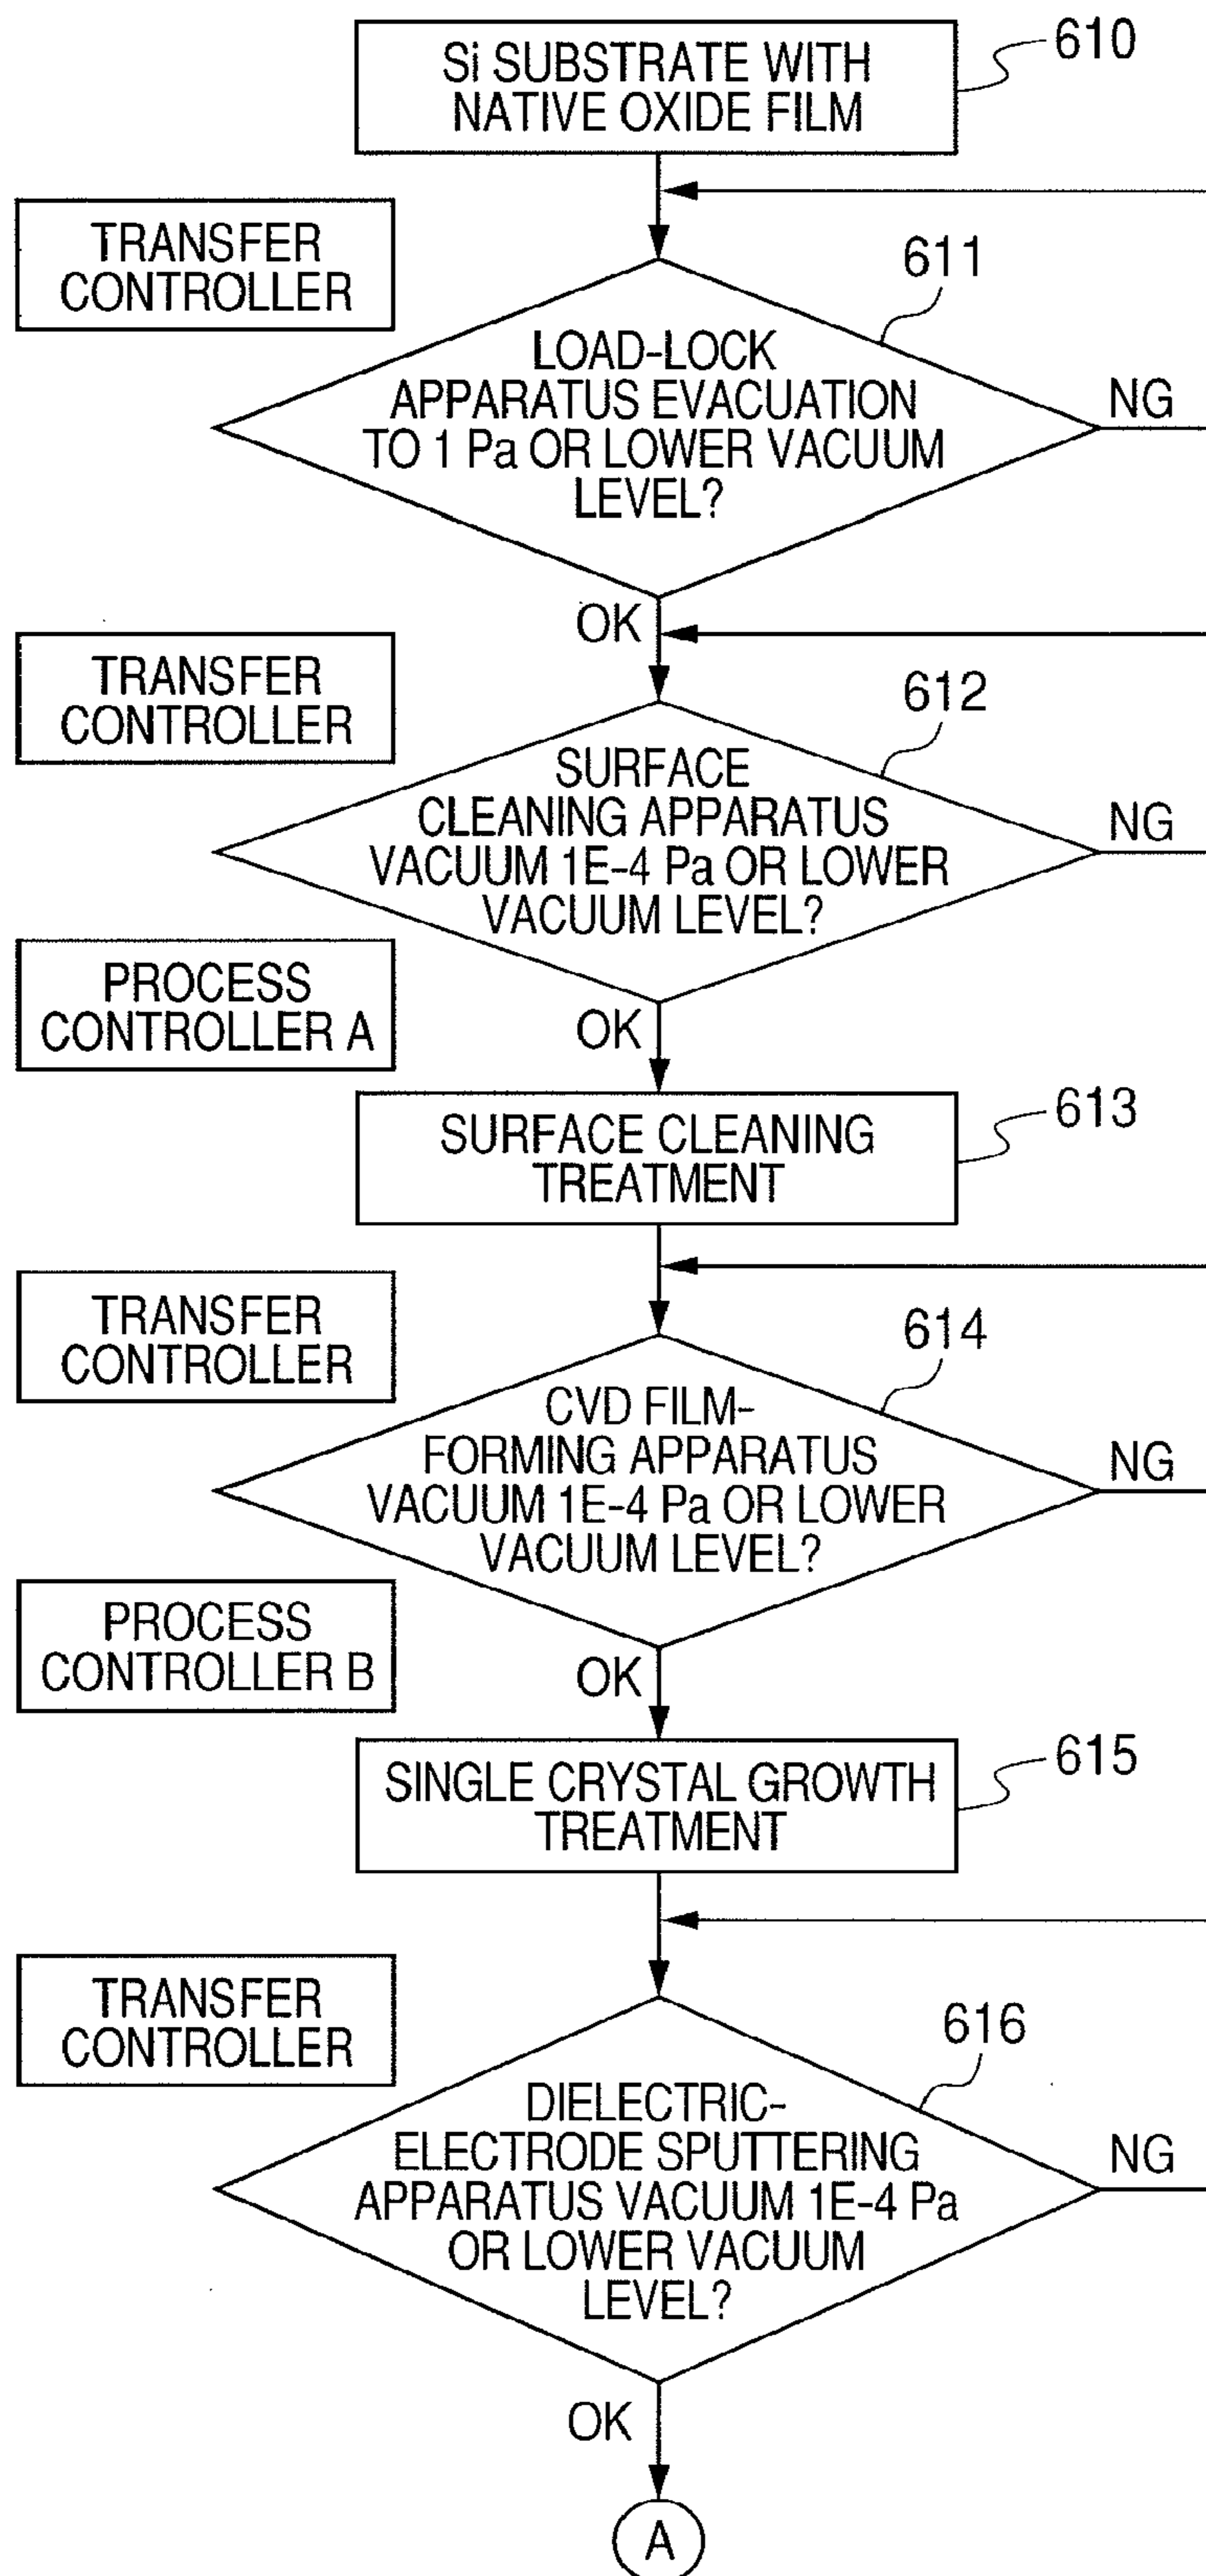 Si SUBSTRATE WITH
NATIVE OXIDE FILM
610
TRANSFER
CONTROLLER
611
LOAD-LOCK
APPARATUS EVACUATION
TO 1 Pa OR LOWER VACUUM
LEVEL?
NG
OK
TRANSFER
CONTROLLER
612
SURFACE
CLEANING APPARATUS
VACUUM 1E-4 Pa OR LOWER
VACUUM LEVEL?
NG
PROCESS
CONTROLLER A
OK
SURFACE CLEANING
TREATMENT
613
TRANSFER
CONTROLLER
614
CVD FILM-
FORMING APPARATUS
VACUUM 1E-4 Pa OR LOWER
VACUUM LEVEL?
NG
PROCESS
CONTROLLER B
OK
SINGLE CRYSTAL GROWTH
TREATMENT
615
TRANSFER
CONTROLLER
616
DIELECTRIC-
ELECTRODE SPUTTERING
APPARATUS VACUUM 1E-4 Pa
OR LOWER VACUUM
LEVEL?
NG
OK
A